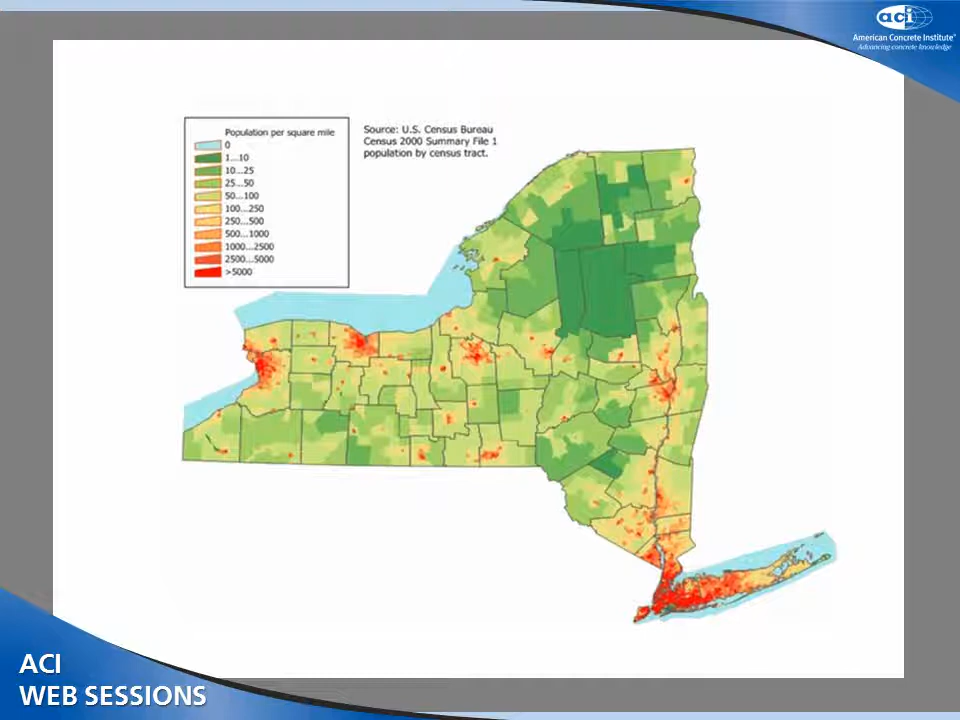 aci
American Concrete Institute®
Advancing concrete knowledge
Population per square mile
0
1...10
10...25
25...50
50...100
100...250
250...500
500...1000
1000...2500
2500...5000
>5000
Source: U.S. Census Bureau
Census 2000 Summary File 1
population by census tract.
ACI
WEB SESSIONS